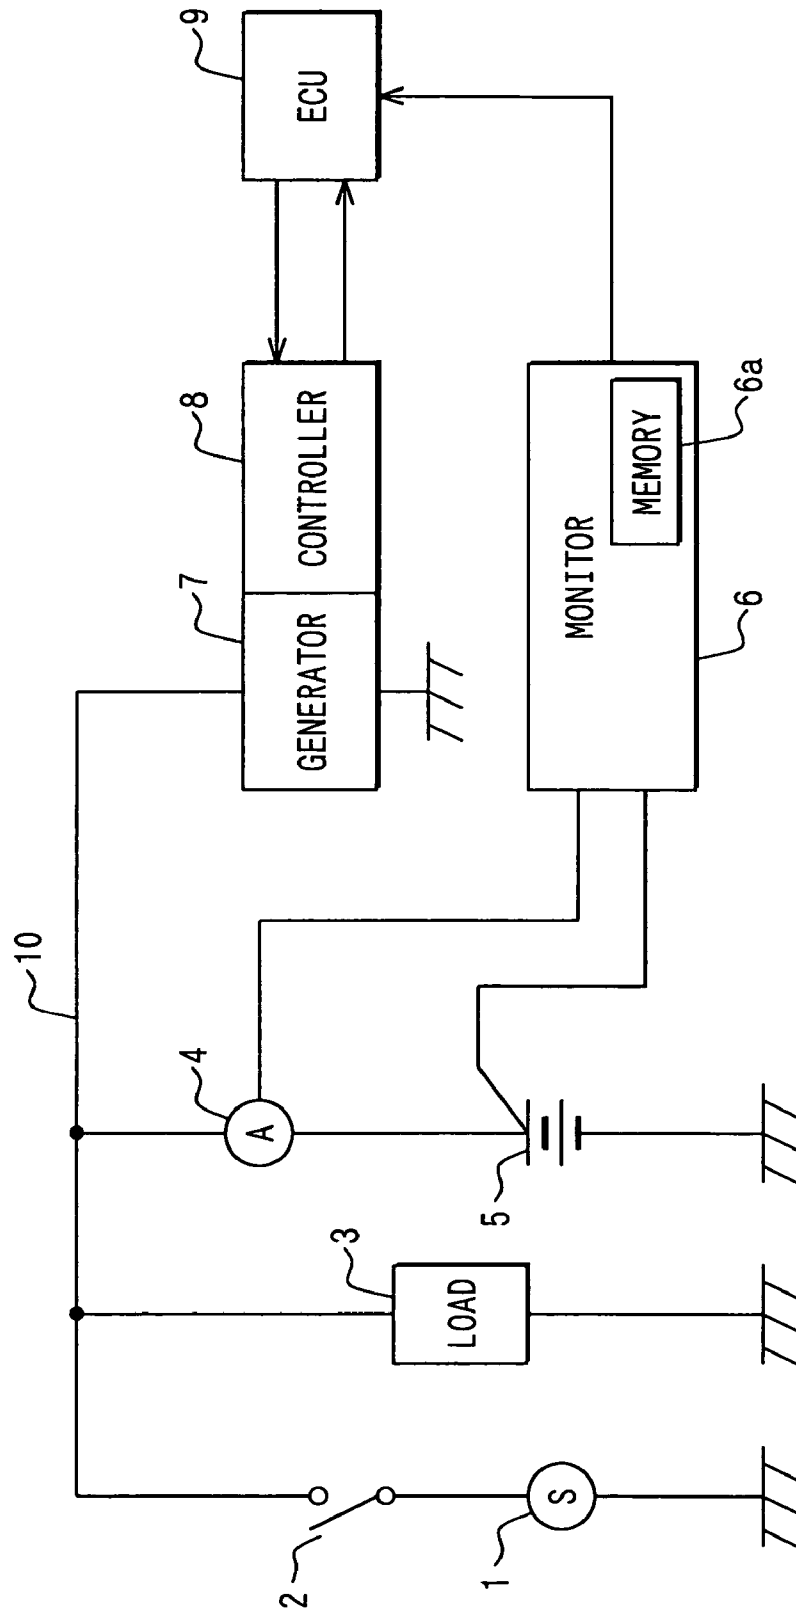 10
7
8
9
GENERATOR
CONTROLLER
ECU
4
A
3
LOAD
2
1
S
5
MONITOR
MEMORY
6
6a